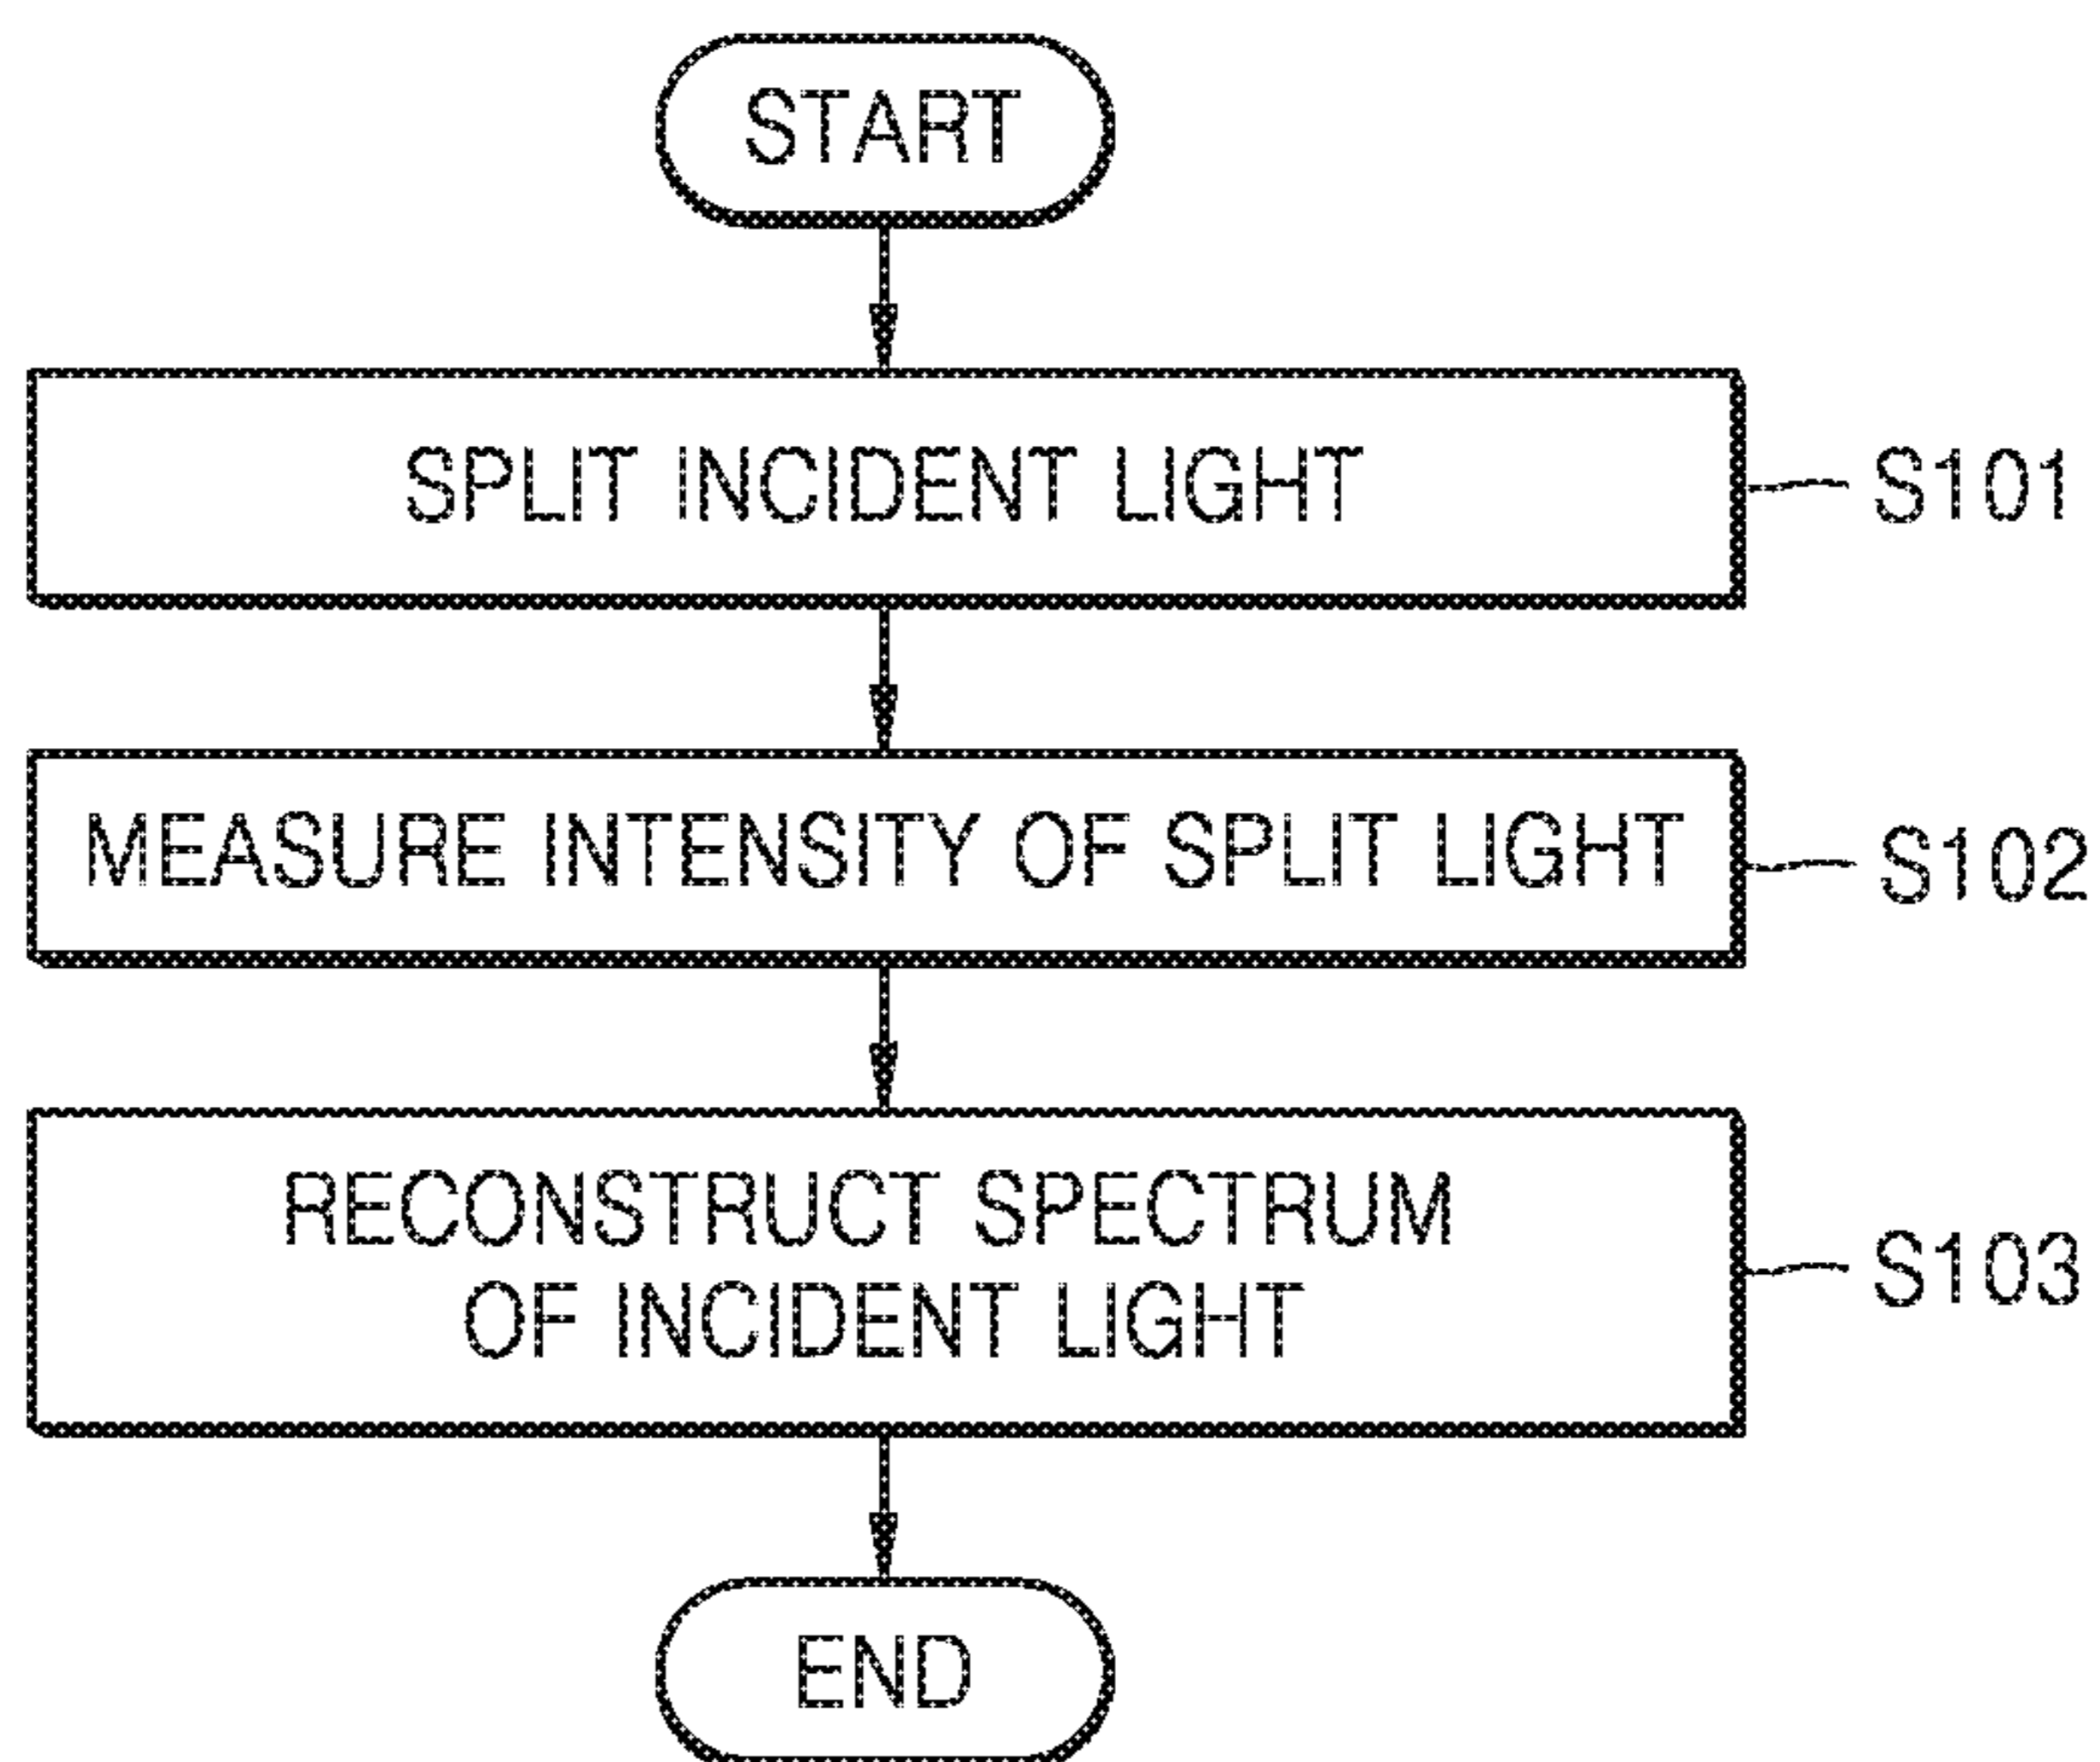 START
SPLIT INCIDENT LIGHT
S101
MEASURE INTENSITY OF SPLIT LIGHT
S102
RECONSTRUCT SPECTRUM
OF INCIDENT LIGHT
S103
END